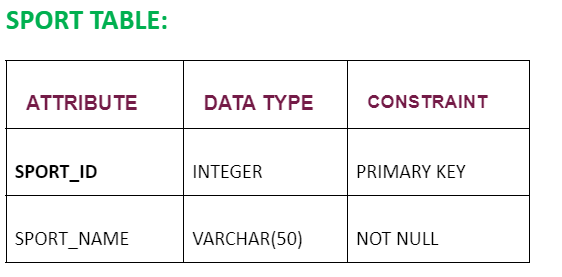 SPORT TABLE:
ATTRIBUTE DATA TYPE CONSTRAINT
SPORT_ID INTEGER PRIMARY KEY
SPORT_NAME VARCHAR(50) NOT NULL